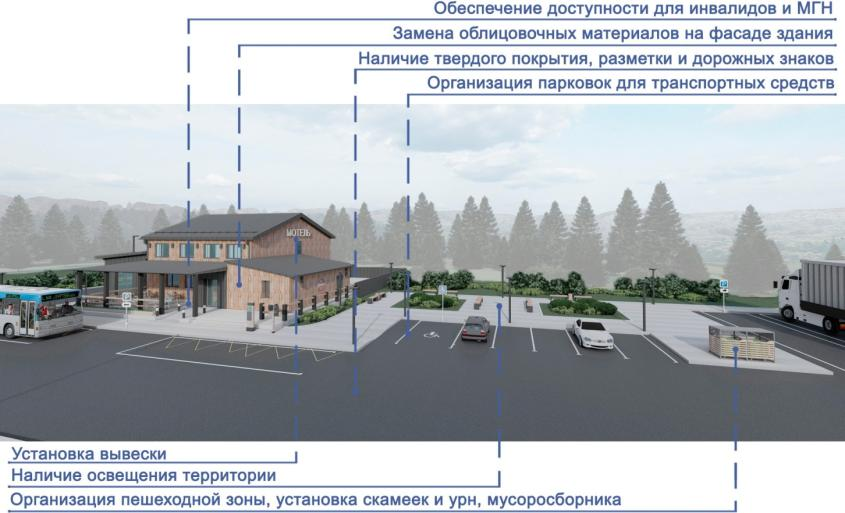 Обеспечение доступности для инвалидов и МГН
Замена облицовочных материалов на фасаде здания
Наличие твердого покрытия, разметки и дорожных знаков
Организация парковок для транспортных средств
МОТЕЛЬ
Установка вывески
Наличие освещения территории
Организация пешеходной зоны, установка скамеек и урн, мусоросборника